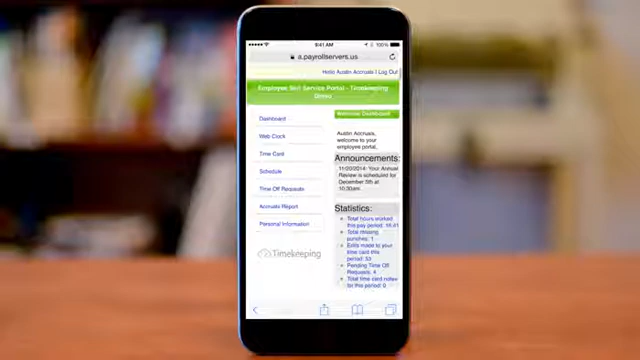 9:41 AM
100%
a.payrollservers.us
Hello Austin Accruals | Log Out
Employee Self Service Portal - Timekeeping
Demo
Dashboard
Web Clock
Time Card
Schedule
Time Off Requests
Accruals Report
Personal Information
Timekeeping
Welcome Dashboard
Austin Accruals,
welcome to your
employee portal.
Announcements:
11/20/2014: Your Annual
Review is scheduled for
December 5th at
10:30am.
Statistics:
Total hours worked
this pay period:
Total missing
punches: 1
Edits made to your
time card this
period: 53
Pending Time Off
Requests: 4
Total time card notes
for this period: 0